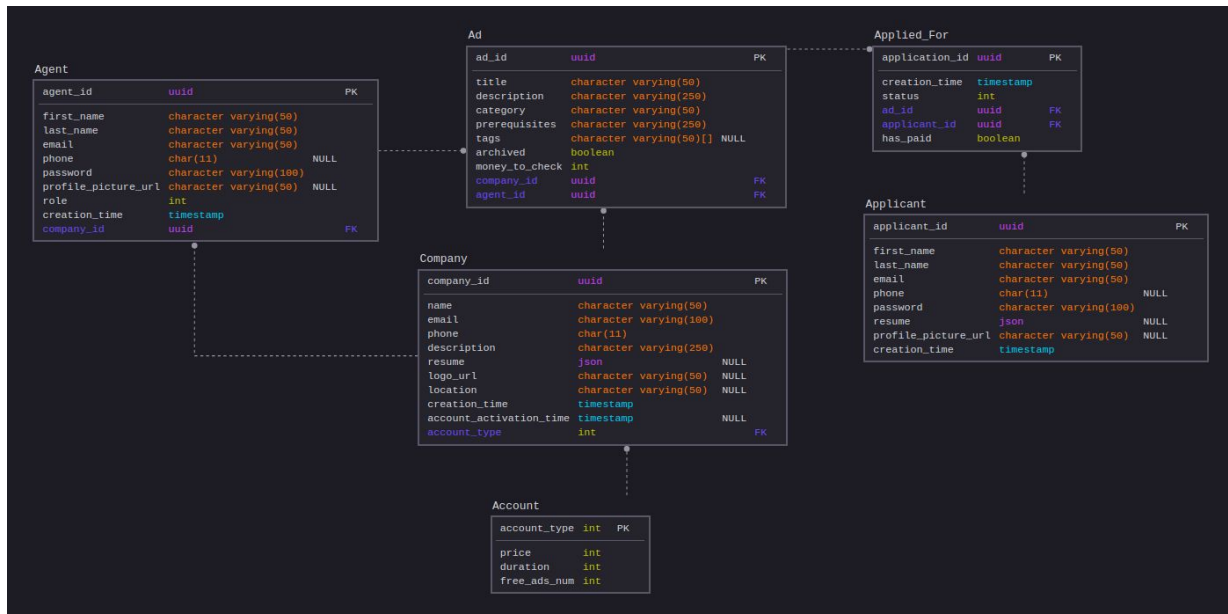 Agent
agent_id uuid PK
first_name character varying(50)
last_name character varying(50)
email character varying(50)
phone char(11) NULL
password character varying(100)
profile_picture_url character varying(50) NULL
role int
creation_time timestamp
company_id uuid FK
Ad
ad_id uuid PK
title character varying(50)
description character varying(250)
category character varying(50)
prerequisites character varying(250)
tags character varying(50)[] NULL
archived boolean
money_to_check int
company_id uuid FK
agent_id uuid FK
Applied_For
application_id uuid PK
creation_time timestamp
status int
ad_id uuid FK
applicant_id uuid FK
has_paid boolean
Company
company_id uuid PK
name character varying(50)
email character varying(100)
phone char(11)
description character varying(250)
resume json NULL
logo_url character varying(50) NULL
location character varying(50) NULL
creation_time timestamp
account_activation_time timestamp NULL
account_type int FK
Applicant
applicant_id uuid PK
first_name character varying(50)
last_name character varying(50)
email character varying(50)
phone char(11) NULL
password character varying(100)
resume json NULL
profile_picture_url character varying(50) NULL
creation_time timestamp
Account
account_type int PK
price int
duration int
free_ads_num int